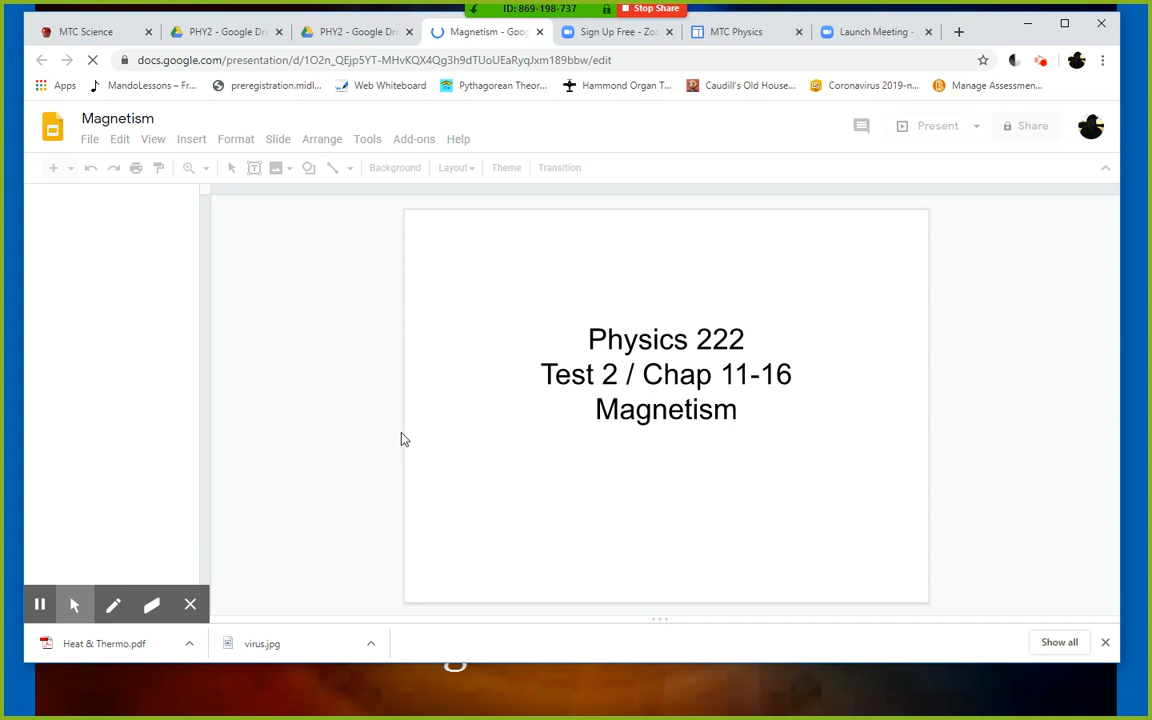 ID: 869-198-737
Stop Share
MTC Science
PHY2 - Google Dri
PHY2 - Google Dri
Magnetism - Goog
Sign Up Free - Zoo
MTC Physics
Launch Meeting -
docs.google.com/presentation/d/1O2n_QEjp5YT-MHvKQX4Qg3h9dTUoUEaRyqJxm189bbw/edit
Apps
MandoLessons – Fr...
preregistration.midl...
Web Whiteboard
Pythagorean Theor...
Hammond Organ T...
Caudill's Old House...
Coronavirus 2019-n...
Manage Assessmen...
Magnetism
File Edit View Insert Format Slide Arrange Tools Add-ons Help
Present
Share
Background Layout Theme Transition
Physics 222
Test 2 / Chap 11-16
Magnetism
Heat & Thermo.pdf
virus.jpg
Show all